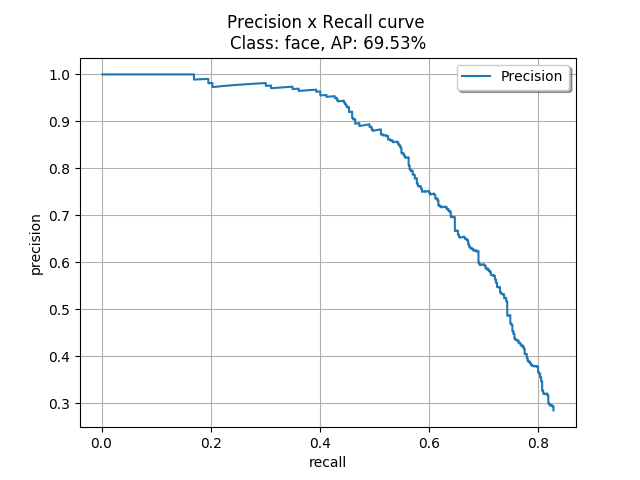 Precision x Recall curve
Class: face, AP: 69.53%
Precision
precision
1.0
0.9
0.8
0.7
0.6
0.5
0.4
0.3
0.0 0.2 0.4 0.6 0.8
recall